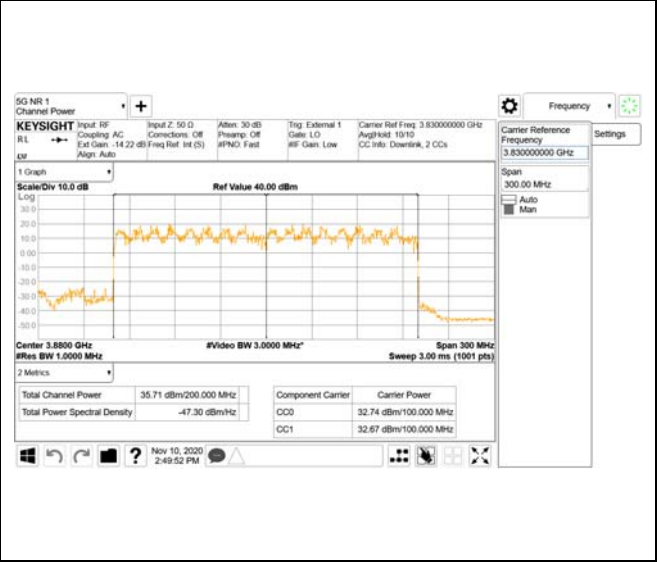 5G NR 1
Channel Power
Frequency
KEYSIGHT
R L
Input: RF
Coupling: AC
Ext Gain: -14.22 dB
Align: Auto
Input Z: 50 Ω
Corrections: Off
Freq Ref: Int (S)
Atten: 30 dB
Preamp: Off
#PNO: Fast
Trig: External 1
Gate: LO
#IF Gain: Low
Carrier Ref Freq: 3.830000000 GHz
Avg|Hold: 10/10
CC Info: Downlink, 2 CCs
Carrier Reference
Frequency
3.830000000 GHz
Settings
Span
300.00 MHz
Auto
Man
1 Graph
Scale/Div 10.0 dB
Ref Value 40.00 dBm
Log
30.0
20.0
10.0
0.00
-10.0
-20.0
-30.0
-40.0
-50.0
Center 3.8800 GHz
#Video BW 3.0000 MHz*
Span 300 MHz
#Res BW 1.0000 MHz
Sweep 3.00 ms (1001 pts)
2 Metrics
Total Channel Power 35.71 dBm/200.000 MHz
Total Power Spectral Density -47.30 dBm/Hz
Component Carrier Carrier Power
CC0 32.74 dBm/100.000 MHz
CC1 32.67 dBm/100.000 MHz
?
Nov 10, 2020
2:49:52 PM